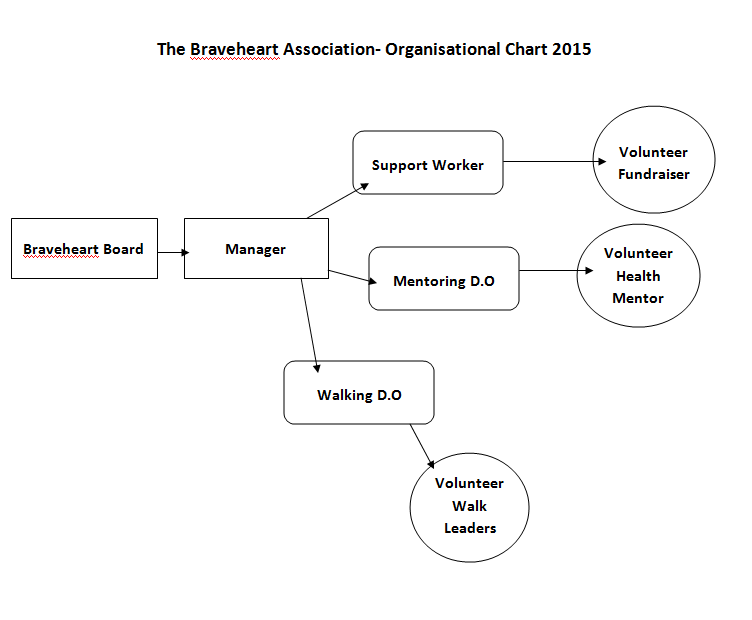 The Braveheart Association- Organisational Chart 2015
Support Worker
Volunteer
Fundraiser
Braveheart Board
Manager
Mentoring D.O
Volunteer
Health
Mentor
Walking D.O
Volunteer
Walk
Leaders